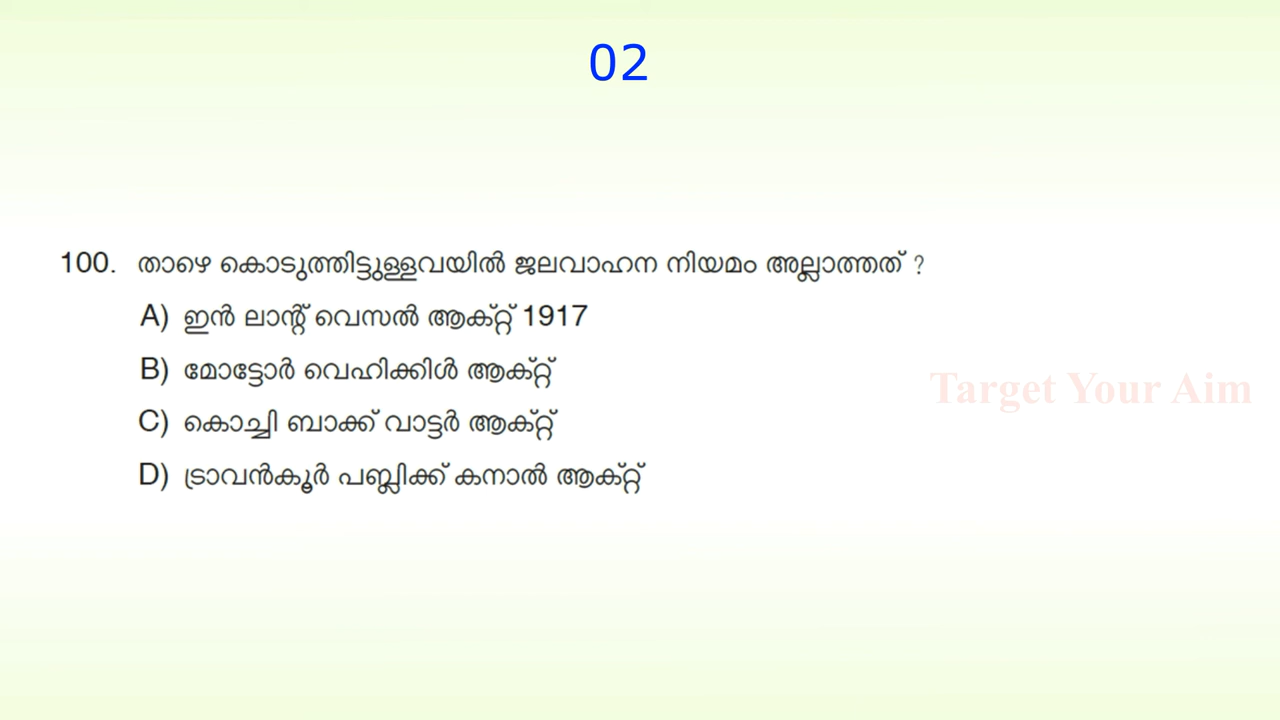 02
100. താഴെ കൊടുത്തിട്ടുള്ളവയിൽ ജലവാഹന നിയമം അല്ലാത്തത് ?
A) ഇൻ ലാന്റ് വെസൽ ആക്റ്റ് 1917
B) മോട്ടോർ വെഹിക്കിൾ ആക്റ്റ്
Target Your Aim
C) കൊച്ചി ബാക്ക് വാട്ടർ ആക്റ്റ്
D) ട്രാവൻകൂർ പബ്ലിക്ക് കനാൽ ആക്റ്റ്